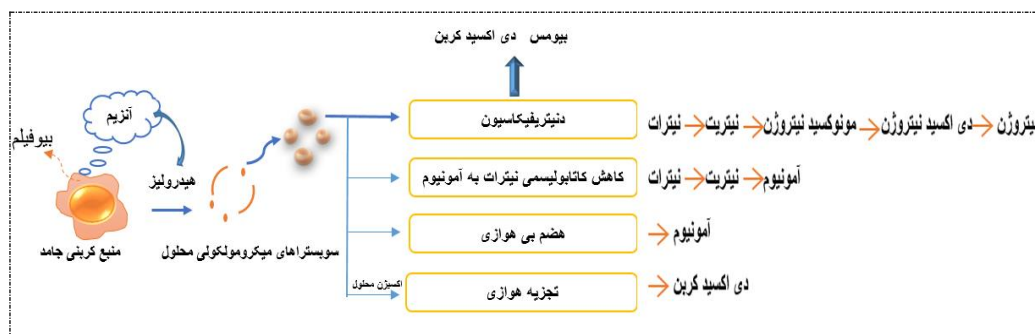 بیومس دی اکسید کربن
آنزیم
بیوفیلم
هیدرولیز
منبع کربنی جامد
سوبستراهای میکرومولکولی محلول
دنیتریفیکاسیون
نیترات → نیتریت → مونوکسید نیتروژن → دی اکسید نیتروژن → نیتروژن
کاهش کاتابولیسمی نیترات به آمونیوم
نیترات → نیتریت → آمونیوم
هضم بی هوازی
→ آمونیوم
اکسیژن محلول
تجزیه هوازی
→ دی اکسید کربن